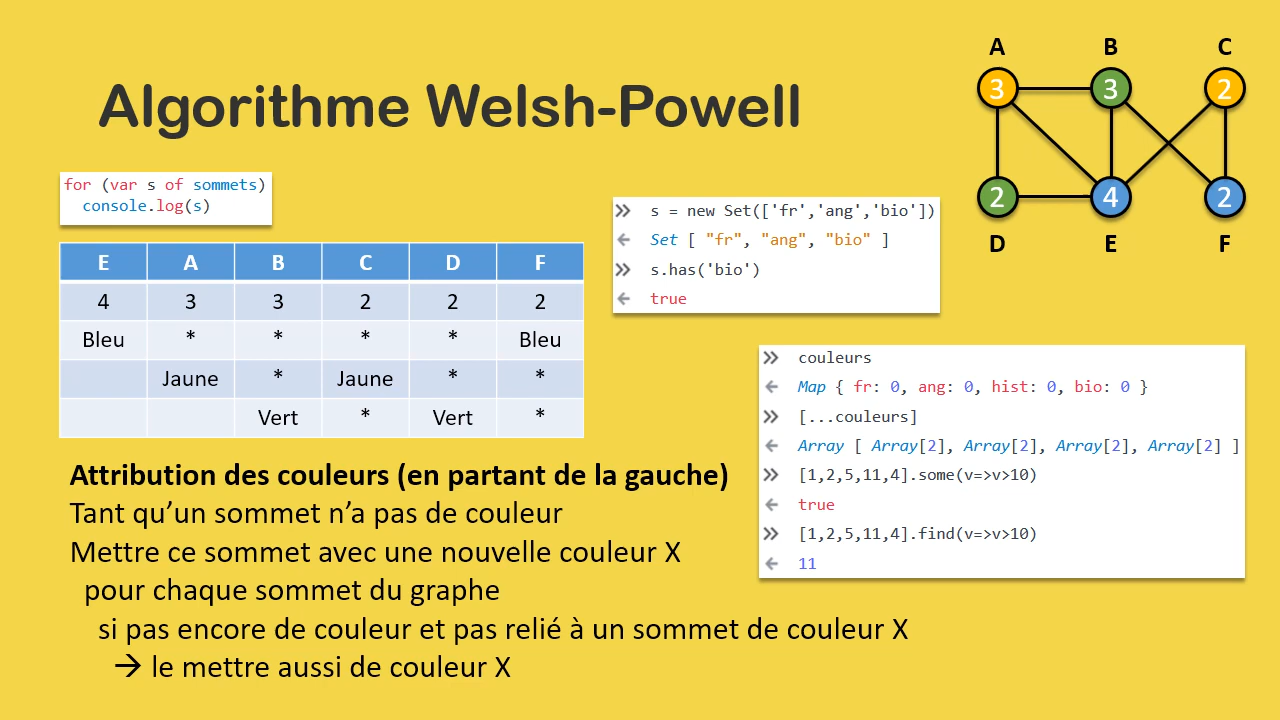 Algorithme Welsh-Powell
A B C
3 3 2
2 4 2
D E F
for (var s of sommets)
console.log(s)
E A B C D F
4 3 3 2 2 2
Bleu * * * * Bleu
Jaune * Jaune * *
Vert * Vert *
>> s = new Set(['fr','ang','bio'])
← Set [ "fr", "ang", "bio" ]
>> s.has('bio')
← true
>> couleurs
← Map { fr: 0, ang: 0, hist: 0, bio: 0 }
>> [...couleurs]
← Array [ Array[2], Array[2], Array[2], Array[2] ]
>> [1,2,5,11,4].some(v=>v>10)
← true
>> [1,2,5,11,4].find(v=>v>10)
← 11
Attribution des couleurs (en partant de la gauche)
Tant qu’un sommet n’a pas de couleur
Mettre ce sommet avec une nouvelle couleur X
pour chaque sommet du graphe
si pas encore de couleur et pas relié à un sommet de couleur X
→ le mettre aussi de couleur X